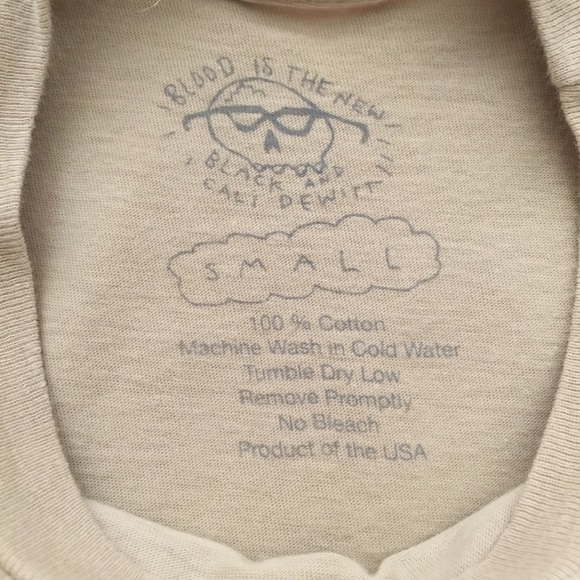 BLOOD IS THE NEW
BLACK AND
CALI DEWITT
SMALL
100 % Cotton
Machine Wash in Cold Water
Tumble Dry Low
Remove Promptly
No Bleach
Product of the USA